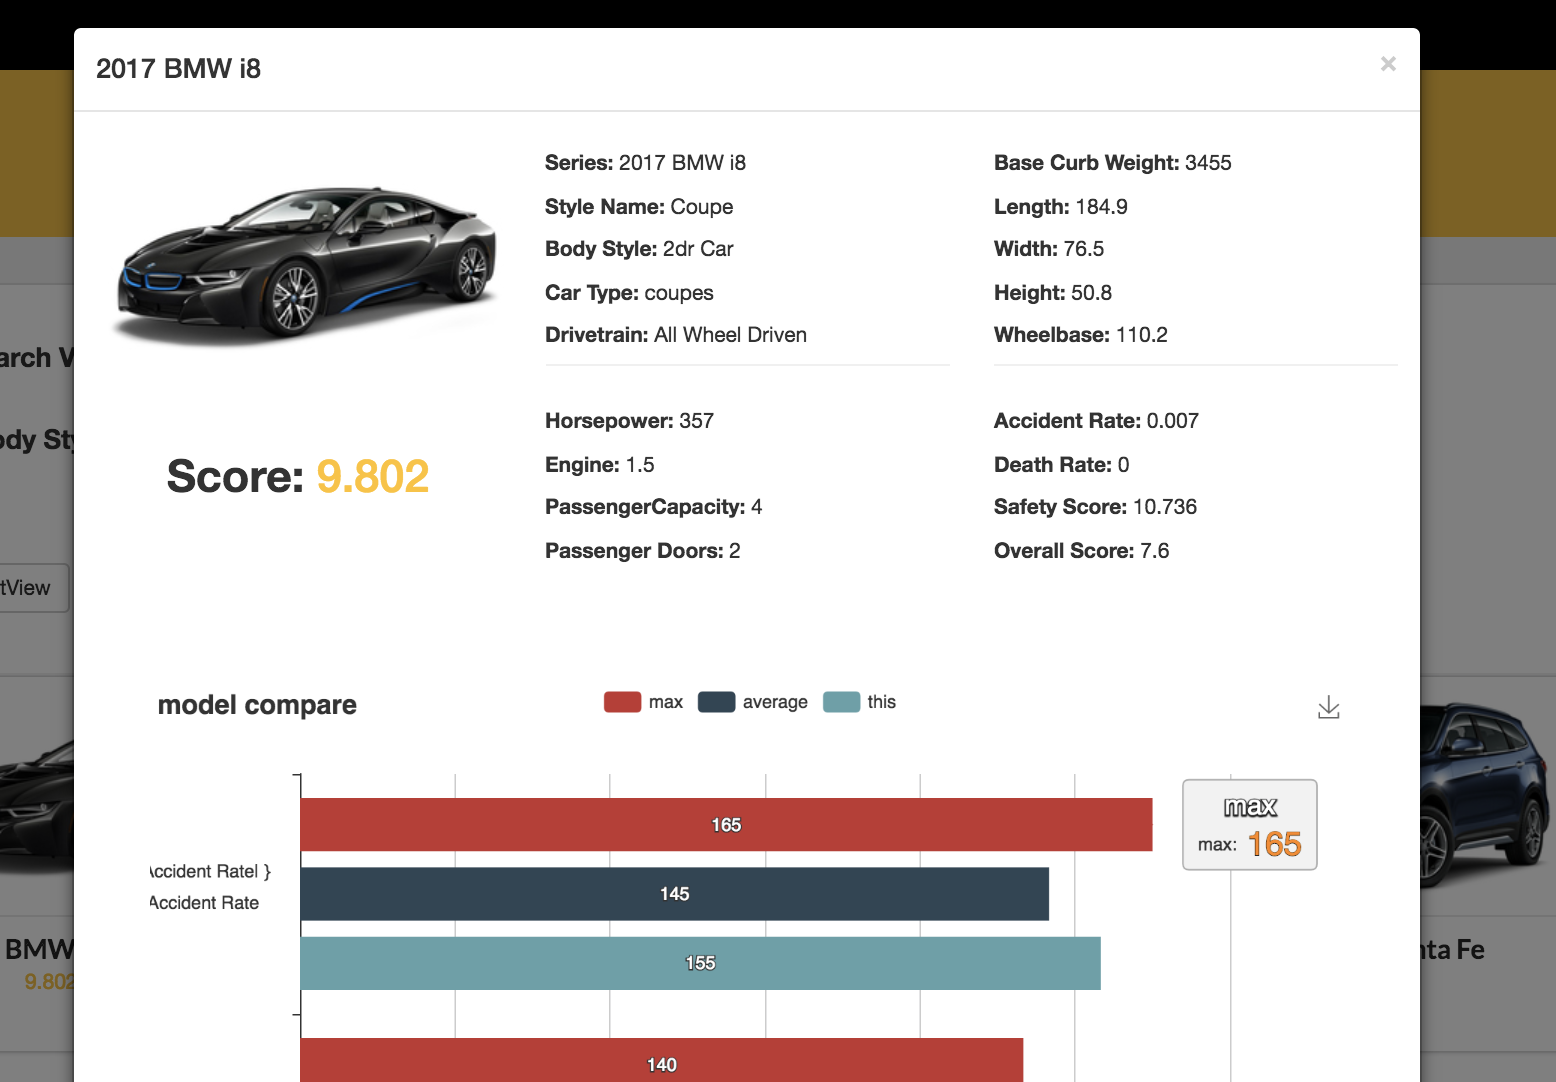 2017 BMW i8
×
Series: 2017 BMW i8
Style Name: Coupe
Body Style: 2dr Car
Car Type: coupes
Drivetrain: All Wheel Driven
Base Curb Weight: 3455
Length: 184.9
Width: 76.5
Height: 50.8
Wheelbase: 110.2
Score: 9.802
Horsepower: 357
Engine: 1.5
PassengerCapacity: 4
Passenger Doors: 2
Accident Rate: 0.007
Death Rate: 0
Safety Score: 10.736
Overall Score: 7.6
arch V
ody Sty
tView
model compare
max
average
this
165
max
max: 165
Accident Ratel }
Accident Rate
145
155
140
BMW
9.802
nta Fe